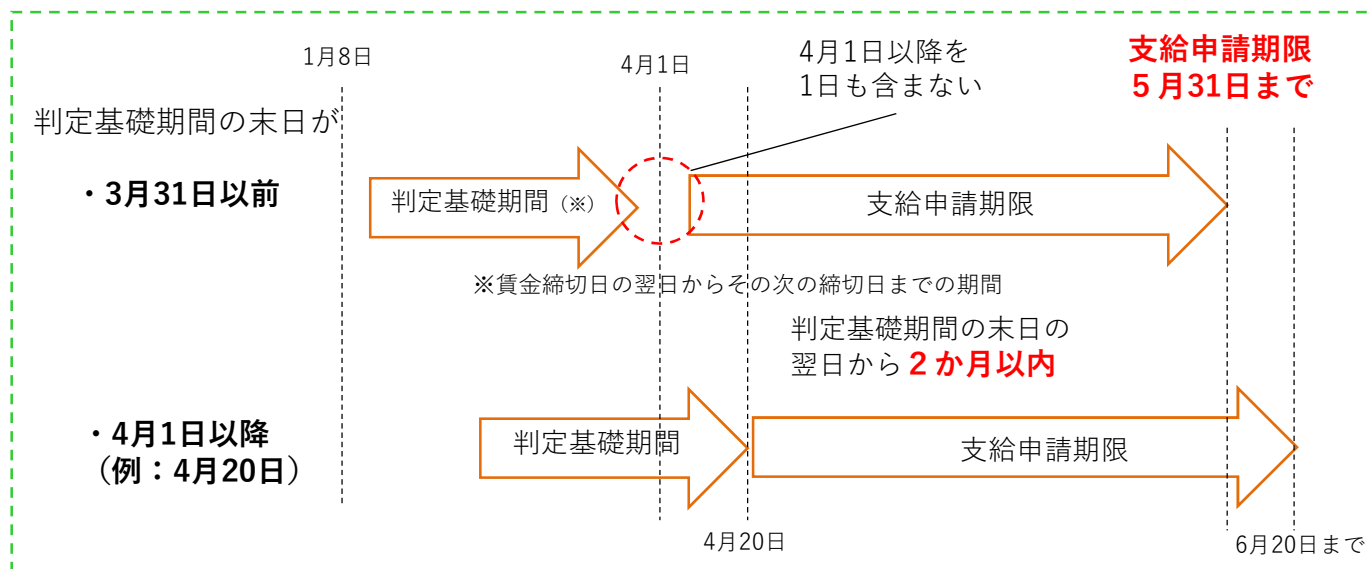 1月8日
4月1日
4月1日以降を
1日も含まない
支給申請期限
５月31日まで
判定基礎期間の末日が
・3月31日以前
判定基礎期間（※）
支給申請期限
※賃金締切日の翌日からその次の締切日までの期間
判定基礎期間の末日の
翌日から２か月以内
・4月1日以降
（例：4月20日）
判定基礎期間
支給申請期限
4月20日
6月20日まで